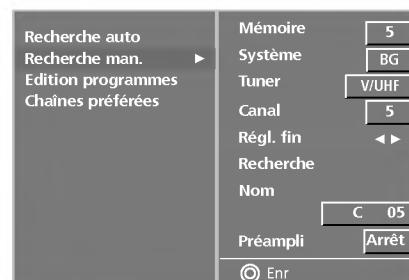 Recherche auto
Recherche man. ►
Edition programmes
Chaînes préférées
Mémoire 5
Système BG
Tuner V/UHF
Canal 5
Régl. fin ◄ ►
Recherche
Nom
C 05
Préampli Arrêt
Enr